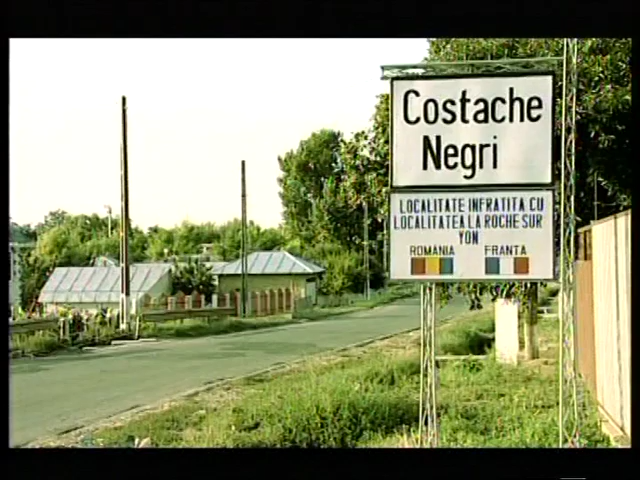 Costache
Negri
LOCALITATE INFRATITA CU
LOCALITATEA LA ROCHE SUR
YON
ROMANIA FRANTA